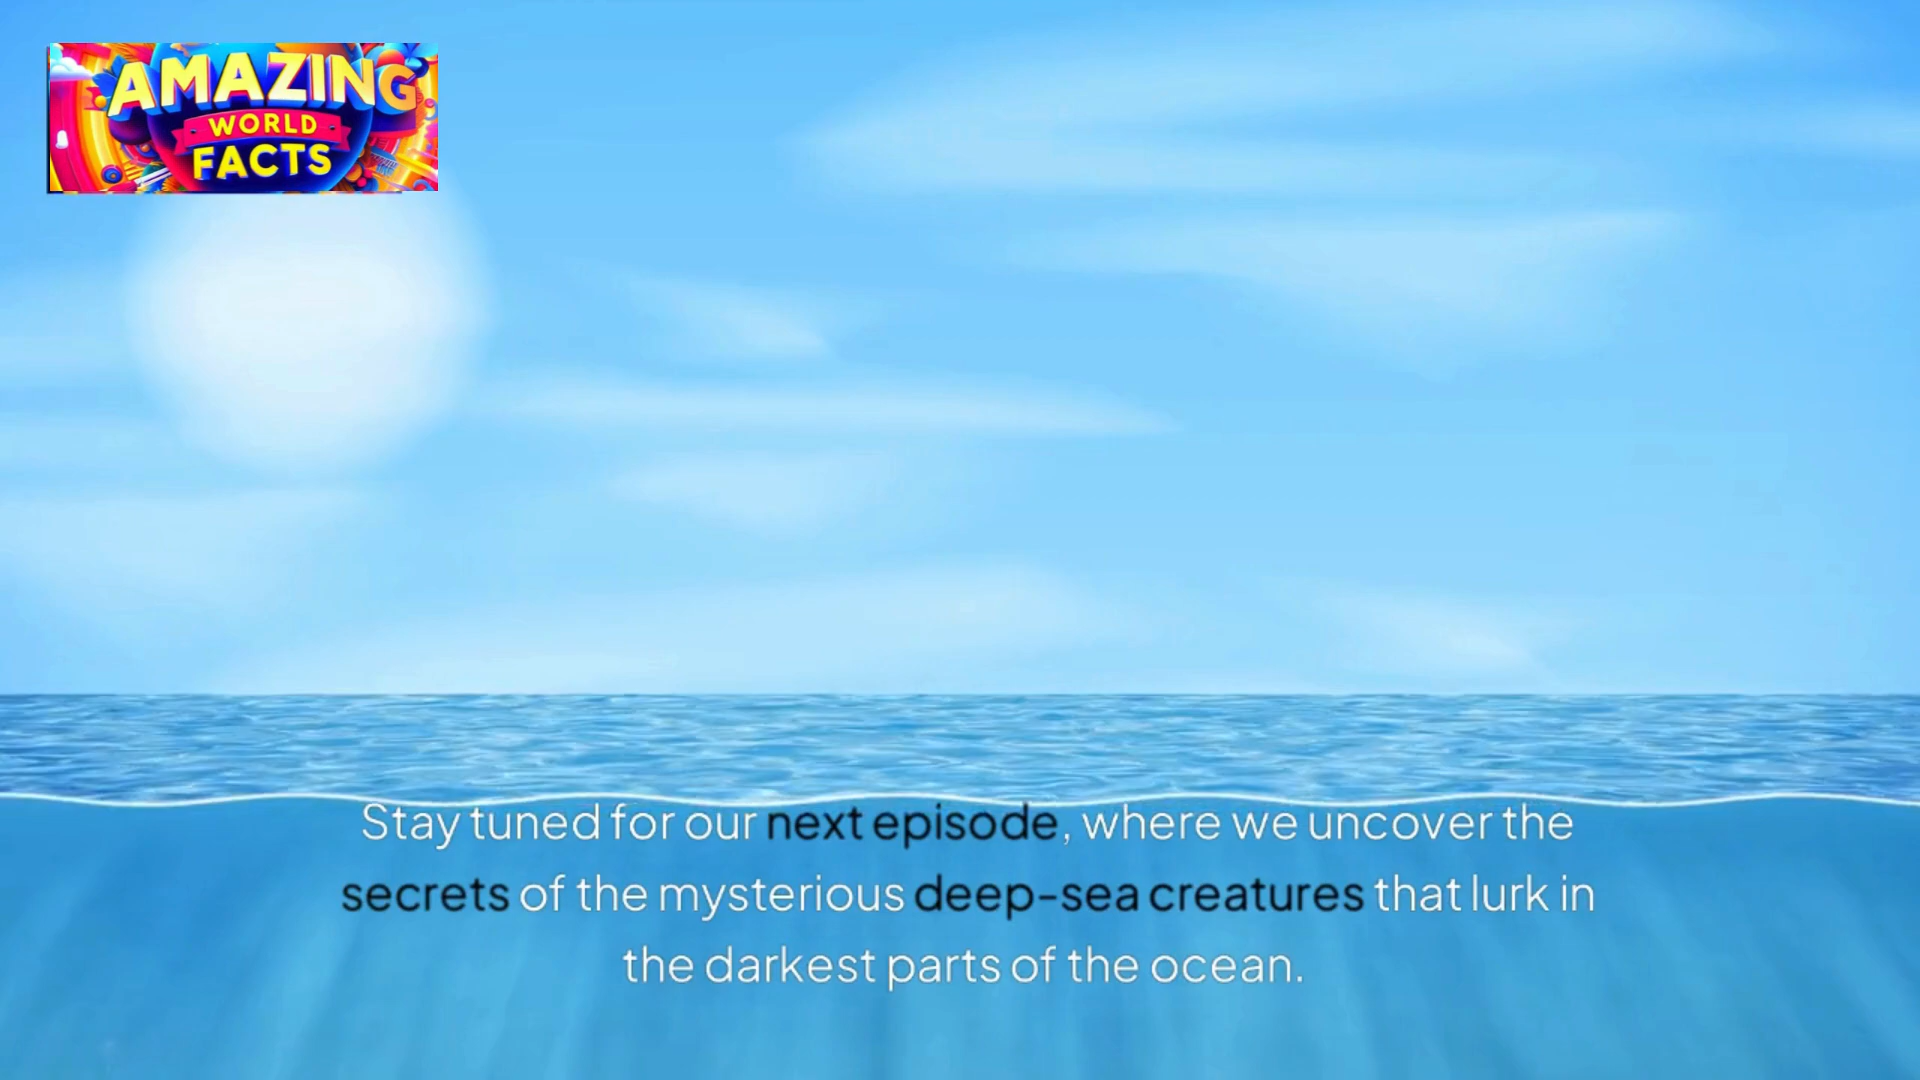 AMAZING
WORLD
FACTS
Stay tuned for our next episode, where we uncover the
secrets of the mysterious deep-sea creatures that lurk in
the darkest parts of the ocean.